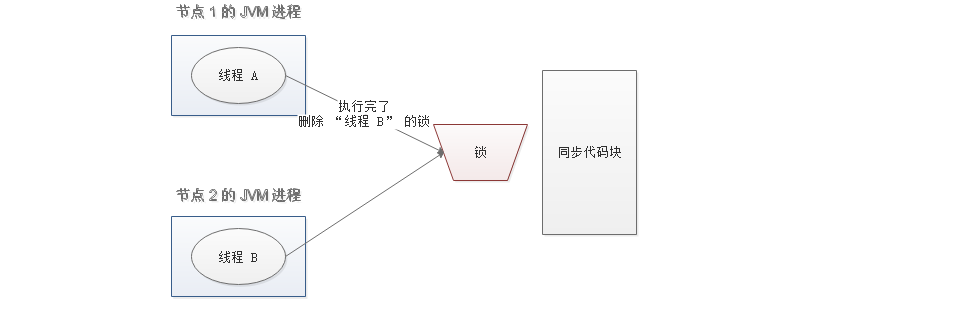 节点 1 的 JVM 进程
线程 A
执行完了
删除 “线程 B” 的锁
锁
同步代码块
节点 2 的 JVM 进程
线程 B